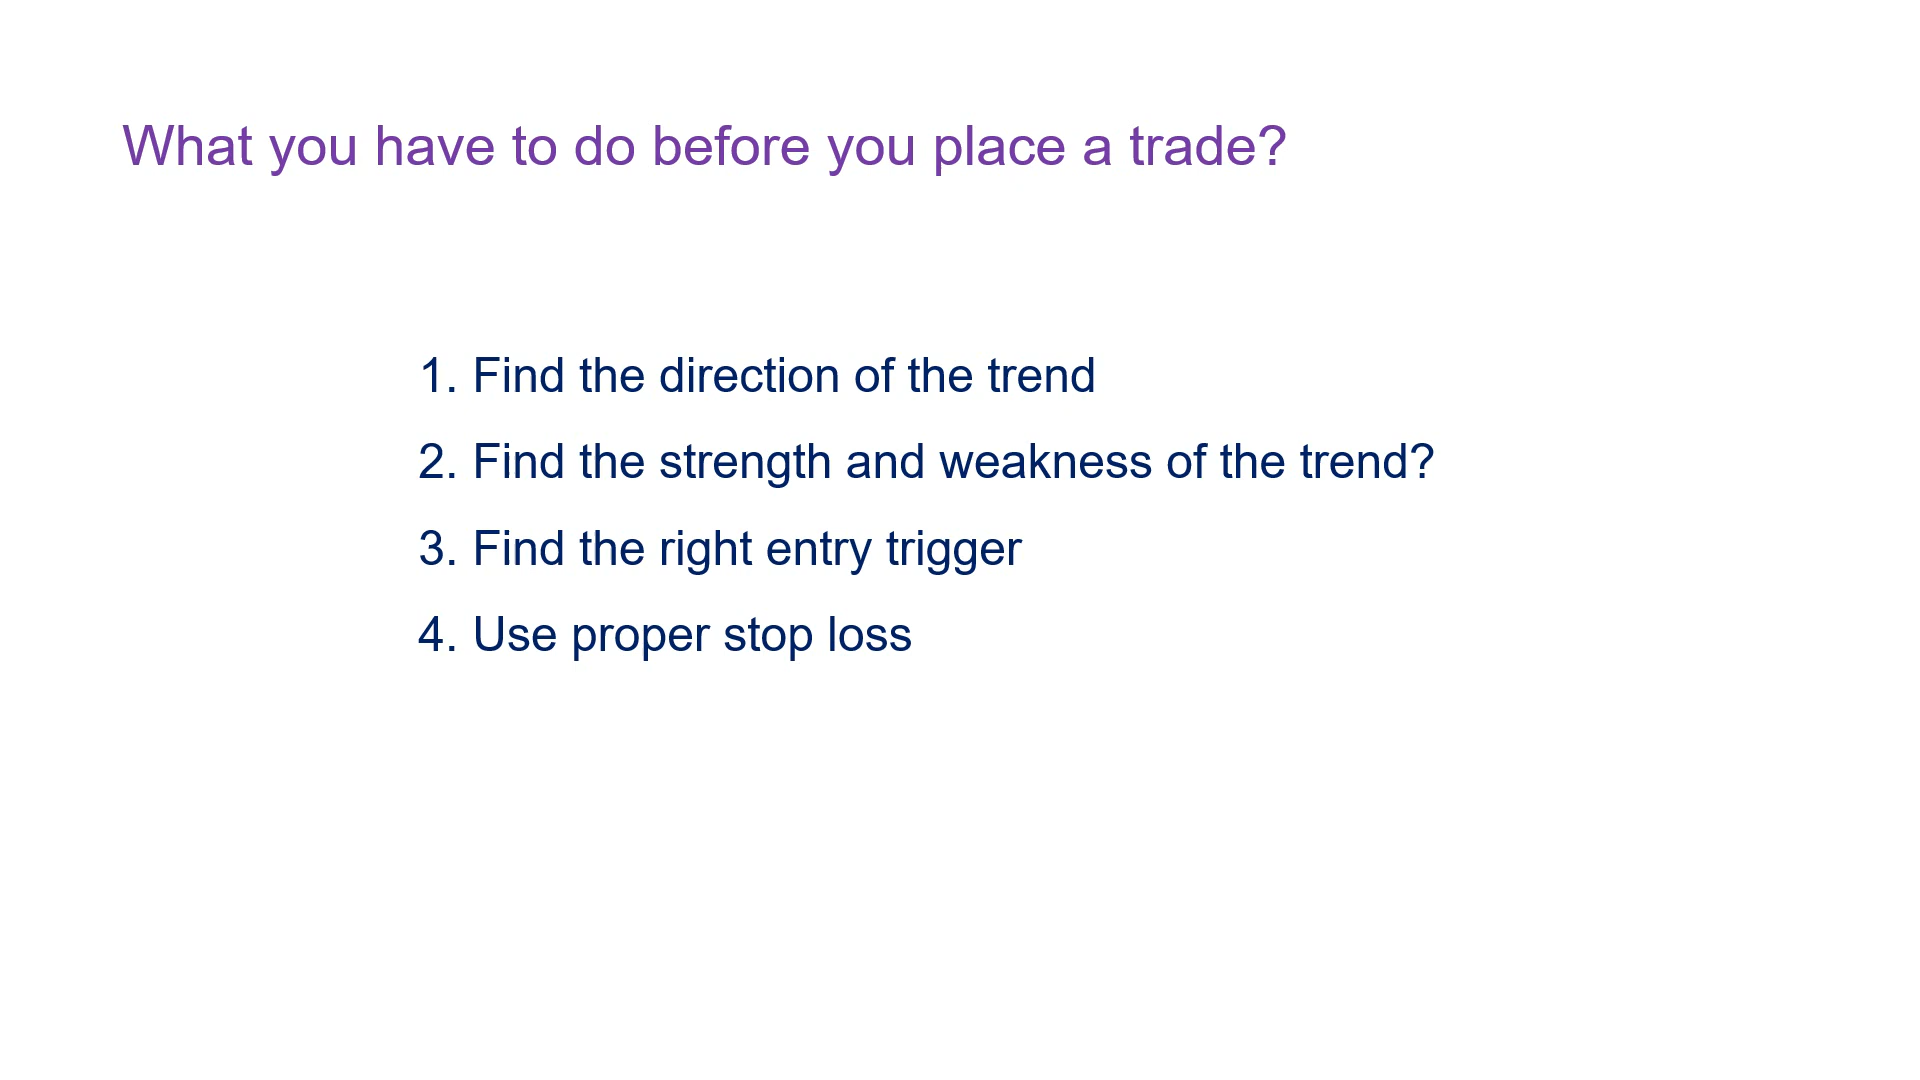 What you have to do before you place a trade?
1. Find the direction of the trend
2. Find the strength and weakness of the trend?
3. Find the right entry trigger
4. Use proper stop loss